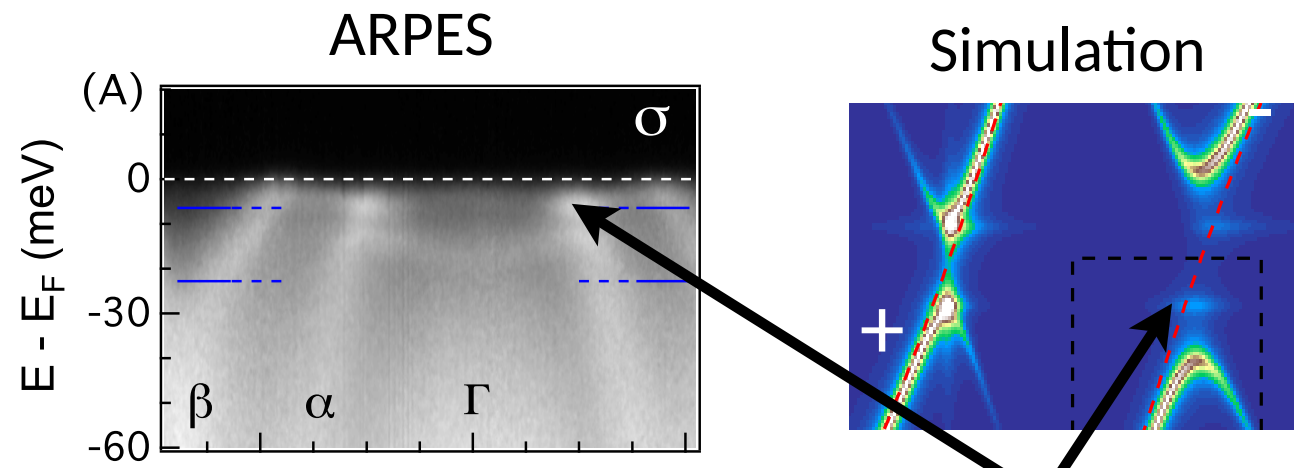 ARPES
Simulation
(A)
σ
-
0
E - E_F (meV)
-30
+
β
α
Γ
-60